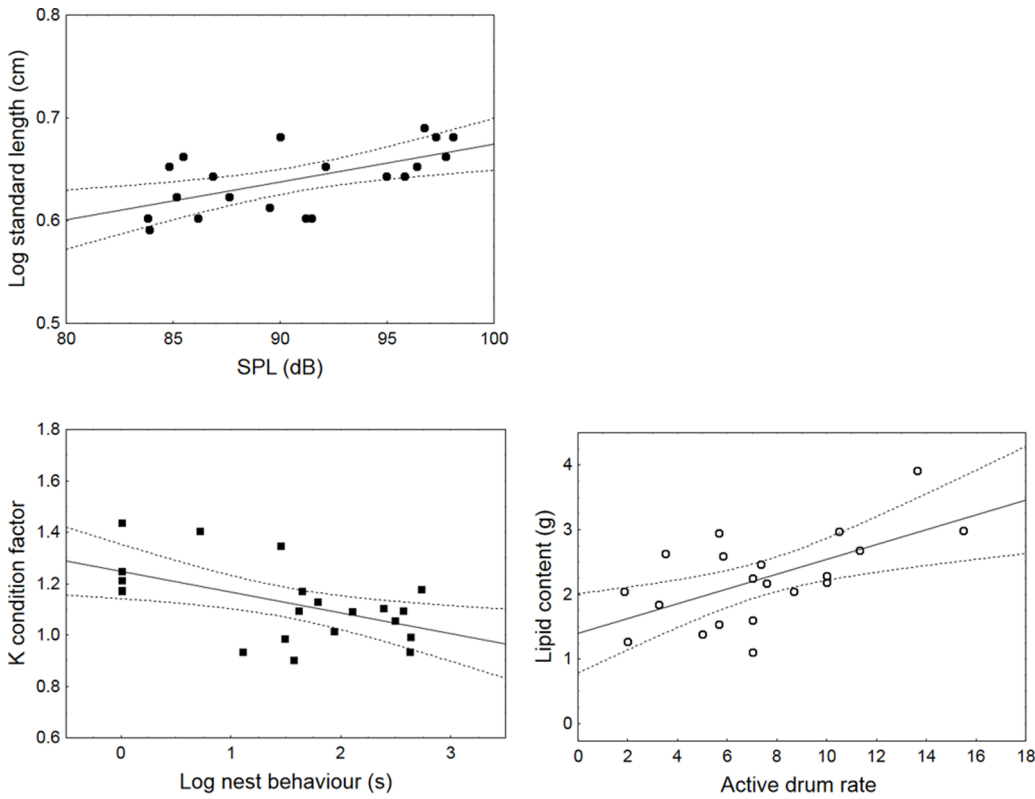 0.8
0.7
0.6
0.5
Log standard length (cm)
80 85 90 95 100
SPL (dB)
1.8
1.6
1.4
1.2
1.0
0.8
0.6
K condition factor
0 1 2 3
Log nest behaviour (s)
4
3
2
1
0
Lipid content (g)
0 2 4 6 8 10 12 14 16 18
Active drum rate